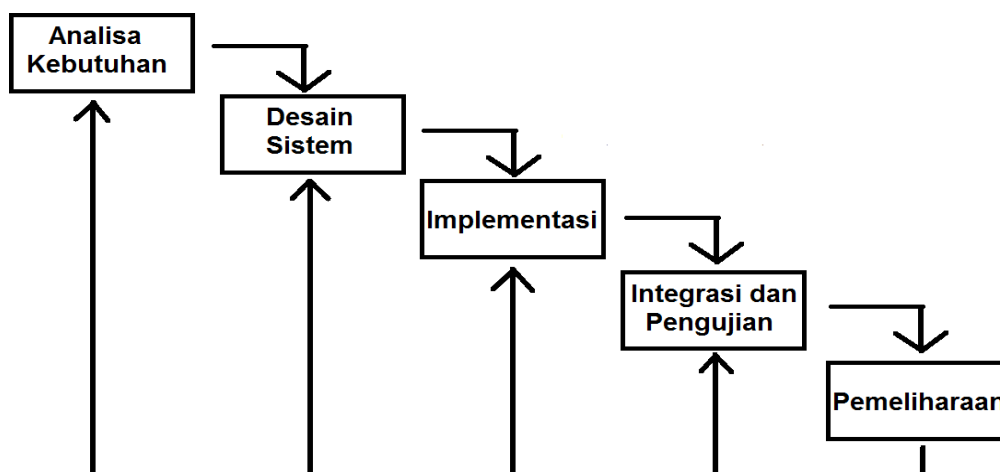 Analisa
Kebutuhan
Desain
Sistem
Implementasi
Integrasi dan
Pengujian
Pemeliharaan